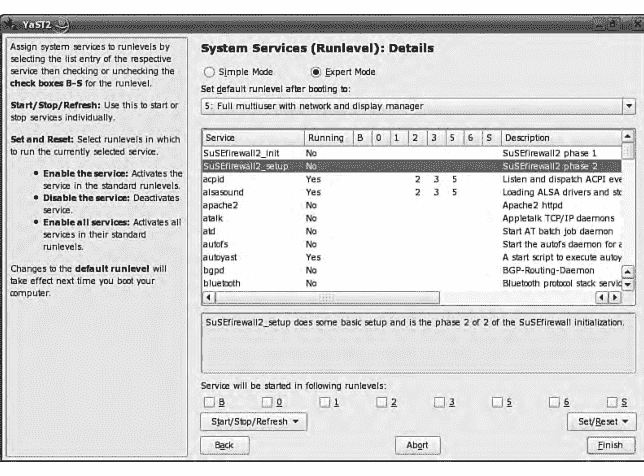 YaST2
Assign system services to runlevels by
selecting the list entry of the respective
service then checking or unchecking the
check boxes B-S for the runlevel.
Start/Stop/Refresh: Use this to start or
stop services individually.
Set and Reset: Select runlevels in which
to run the currently selected service.
• Enable the service: Activates the
service in the standard runlevels.
• Disable the service: Deactivates
service.
• Enable all services: Activates all
services in their standard
runlevels.
Changes to the default runlevel will
take effect next time you boot your
computer.
System Services (Runlevel): Details
Simple Mode Expert Mode
Set default runlevel after booting to:
5: Full multiuser with network and display manager
Service Running B 0 1 2 3 5 6 S Description
SuSEfirewall2_init No SuSEfirewall2 phase 1
SuSEfirewall2_setup No SuSEfirewall2 phase 2
acpid Yes 2 3 5 Listen and dispatch ACPI eve
alsasound Yes 2 3 5 Loading ALSA drivers and sto
apache2 No Apache2 httpd
atalk No Appletalk TCP/IP daemons
atd No Start AT batch job daemon
autofs No Start the autofs daemon for a
autoyast Yes A start script to execute autoy
bgpd No BGP-Routing-Daemon
bluetooth No Bluetooth protocol stack servic
SuSEfirewall2_setup does some basic setup and is the phase 2 of 2 of the SuSEfirewall initialization.
Service will be started in following runlevels:
B 0 1 2 3 5 6 S
Start/Stop/Refresh Set/Reset
Back Abort Finish